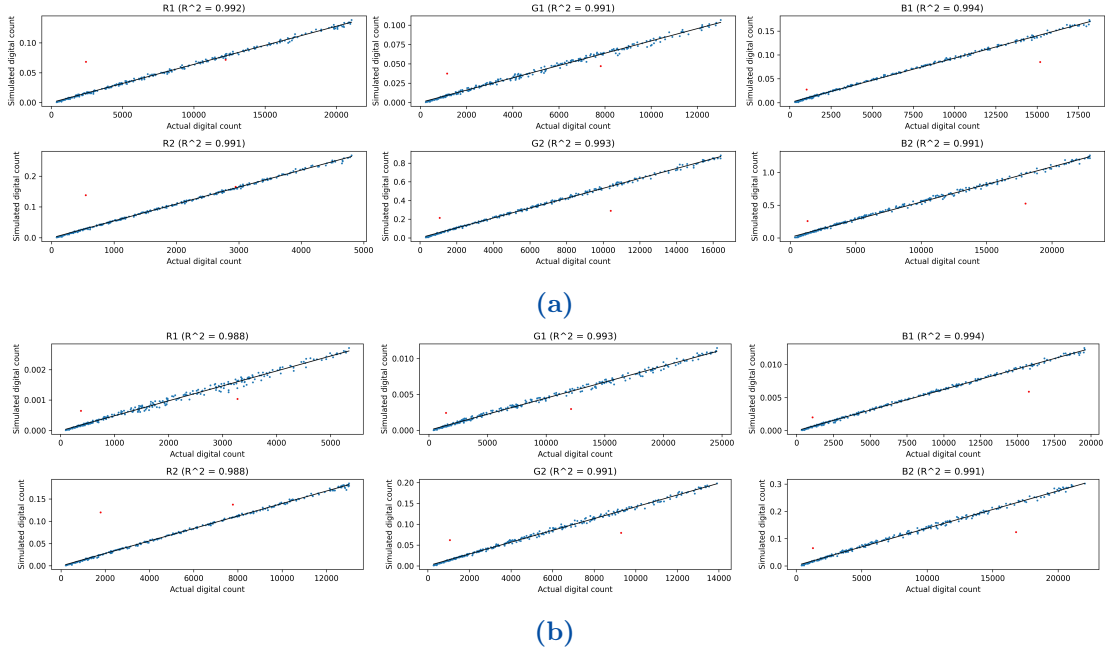 R1 (R^2 = 0.992)
Simulated digital count
0.10
0.05
0.00
0 5000 10000 15000 20000
Actual digital count
G1 (R^2 = 0.991)
Simulated digital count
0.100
0.075
0.050
0.025
0.000
0 2000 4000 6000 8000 10000 12000
Actual digital count
B1 (R^2 = 0.994)
Simulated digital count
0.15
0.10
0.05
0.00
0 2500 5000 7500 10000 12500 15000 17500
Actual digital count
R2 (R^2 = 0.991)
Simulated digital count
0.2
0.1
0.0
0 1000 2000 3000 4000 5000
Actual digital count
G2 (R^2 = 0.993)
Simulated digital count
0.8
0.6
0.4
0.2
0.0
0 2000 4000 6000 8000 10000 12000 14000 16000
Actual digital count
B2 (R^2 = 0.991)
Simulated digital count
1.0
0.5
0.0
0 5000 10000 15000 20000
Actual digital count
(a)
R1 (R^2 = 0.988)
Simulated digital count
0.002
0.001
0.000
0 1000 2000 3000 4000 5000
Actual digital count
G1 (R^2 = 0.993)
Simulated digital count
0.010
0.005
0.000
0 5000 10000 15000 20000 25000
Actual digital count
B1 (R^2 = 0.994)
Simulated digital count
0.010
0.005
0.000
0 2500 5000 7500 10000 12500 15000 17500 20000
Actual digital count
R2 (R^2 = 0.988)
Simulated digital count
0.15
0.10
0.05
0.00
0 2000 4000 6000 8000 10000 12000
Actual digital count
G2 (R^2 = 0.991)
Simulated digital count
0.20
0.15
0.10
0.05
0.00
0 2000 4000 6000 8000 10000 12000 14000
Actual digital count
B2 (R^2 = 0.991)
Simulated digital count
0.3
0.2
0.1
0.0
0 5000 10000 15000 20000
Actual digital count
(b)